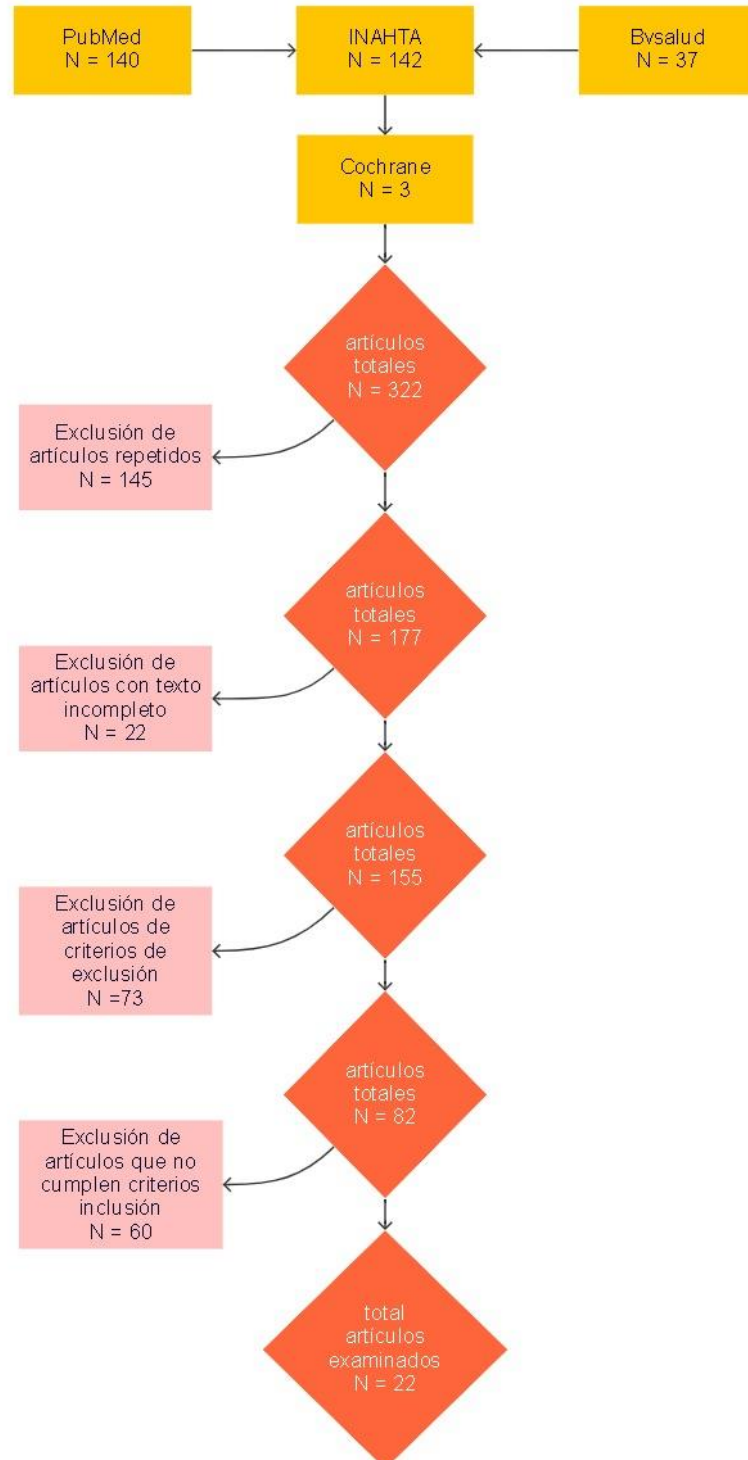 PubMed
N = 140
INAHTA
N = 142
Bvsalud
N = 37
Cochrane
N = 3
artículos
totales
N = 322
Exclusión de
artículos repetidos
N = 145
artículos
totales
N = 177
Exclusión de
artículos con texto
incompleto
N = 22
artículos
totales
N = 155
Exclusión de
artículos de
criterios de
exclusión
N =73
artículos
totales
N = 82
Exclusión de
artículos que no
cumplen criterios
inclusión
N = 60
total
artículos
examinados
N = 22